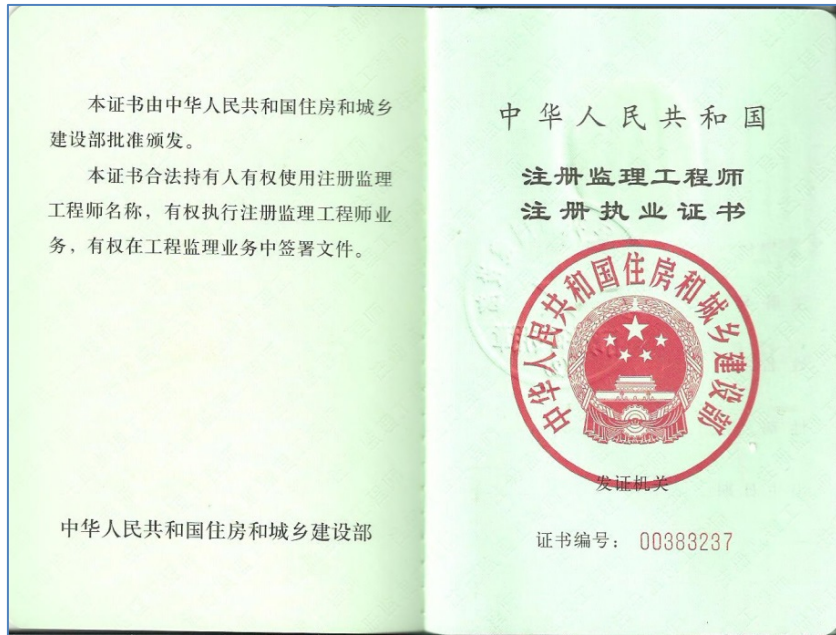 本证书由中华人民共和国住房和城乡
建设部批准颁发。
本证书合法持有人有权使用注册监理
工程师名称，有权执行注册监理工程师业
务，有权在工程监理业务中签署文件。
中华人民共和国住房和城乡建设部
中华人民共和国
注册监理工程师
注册执业证书
中华人民共和国住房和城乡建设部
发证机关
证书编号： 00383237